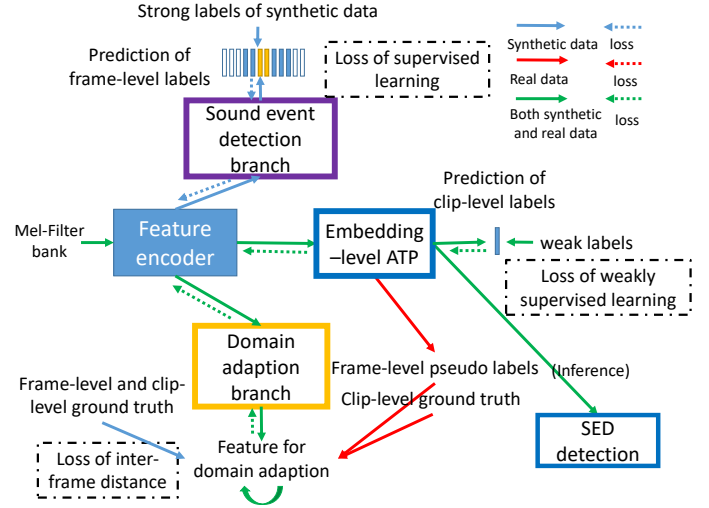 Strong labels of synthetic data
Prediction of
frame-level labels
Loss of supervised
learning
Synthetic data
loss
Real data
loss
Both synthetic
and real data
loss
Sound event
detection
branch
Mel-Filter
bank
Feature
encoder
Embedding
–level ATP
Prediction of
clip-level labels
weak labels
Loss of weakly
supervised learning
Domain
adaption
branch
Frame-level pseudo labels
(Inference)
Clip-level ground truth
Frame-level and clip-
level ground truth
Loss of inter-
frame distance
Feature for
domain adaption
SED
detection